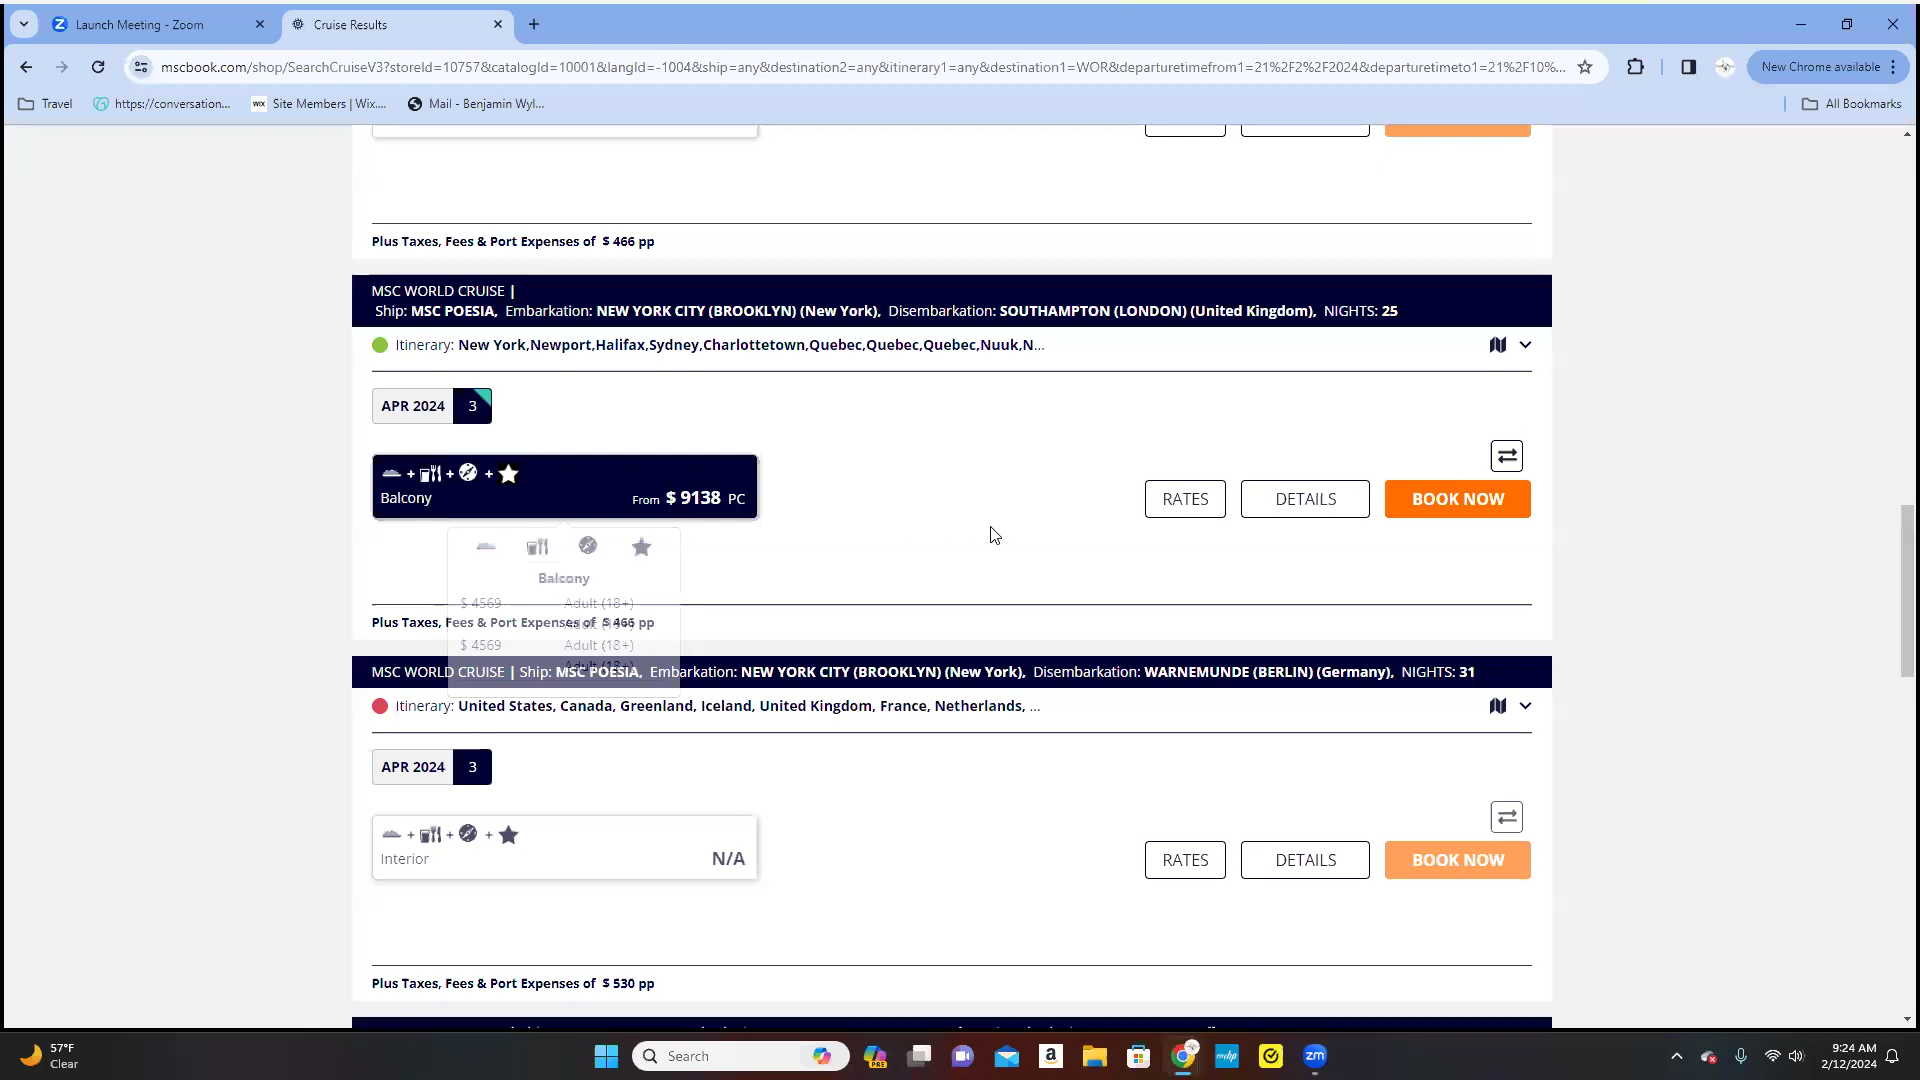 Launch Meeting - Zoom
Cruise Results
mscbook.com/shop/SearchCruiseV3?storeId=10757&catalogId=10001&langId=-1004&ship=any&destination2=any&itinerary1=any&destination1=WOR&departuretimefrom1=21%2F2%2F2024&departuretimeto1=21%2F10%...
New Chrome available
Travel
https://conversation...
WIX Site Members | Wix....
Mail - Benjamin Wyl...
All Bookmarks
Plus Taxes, Fees & Port Expenses of $ 466 pp
MSC WORLD CRUISE |
Ship: MSC POESIA, Embarkation: NEW YORK CITY (BROOKLYN) (New York), Disembarkation: SOUTHAMPTON (LONDON) (United Kingdom), NIGHTS: 25
Itinerary: New York,Newport,Halifax,Sydney,Charlottetown,Quebec,Quebec,Quebec,Nuuk,N...
APR 2024 3
Balcony From $ 9138 PC
RATES DETAILS BOOK NOW
Balcony
$ 4569 Adult (18+)
Plus Taxes, Fees & Port Expenses of $ 466 pp
$ 4569 Adult (18+)
Adult (18+)
MSC WORLD CRUISE | Ship: MSC POESIA, Embarkation: NEW YORK CITY (BROOKLYN) (New York), Disembarkation: WARNEMUNDE (BERLIN) (Germany), NIGHTS: 31
Itinerary: United States, Canada, Greenland, Iceland, United Kingdom, France, Netherlands, ...
APR 2024 3
Interior N/A
RATES DETAILS BOOK NOW
Plus Taxes, Fees & Port Expenses of $ 530 pp
57°F
Clear
Search
PRE
a
myhp
zm
9:24 AM
2/12/2024